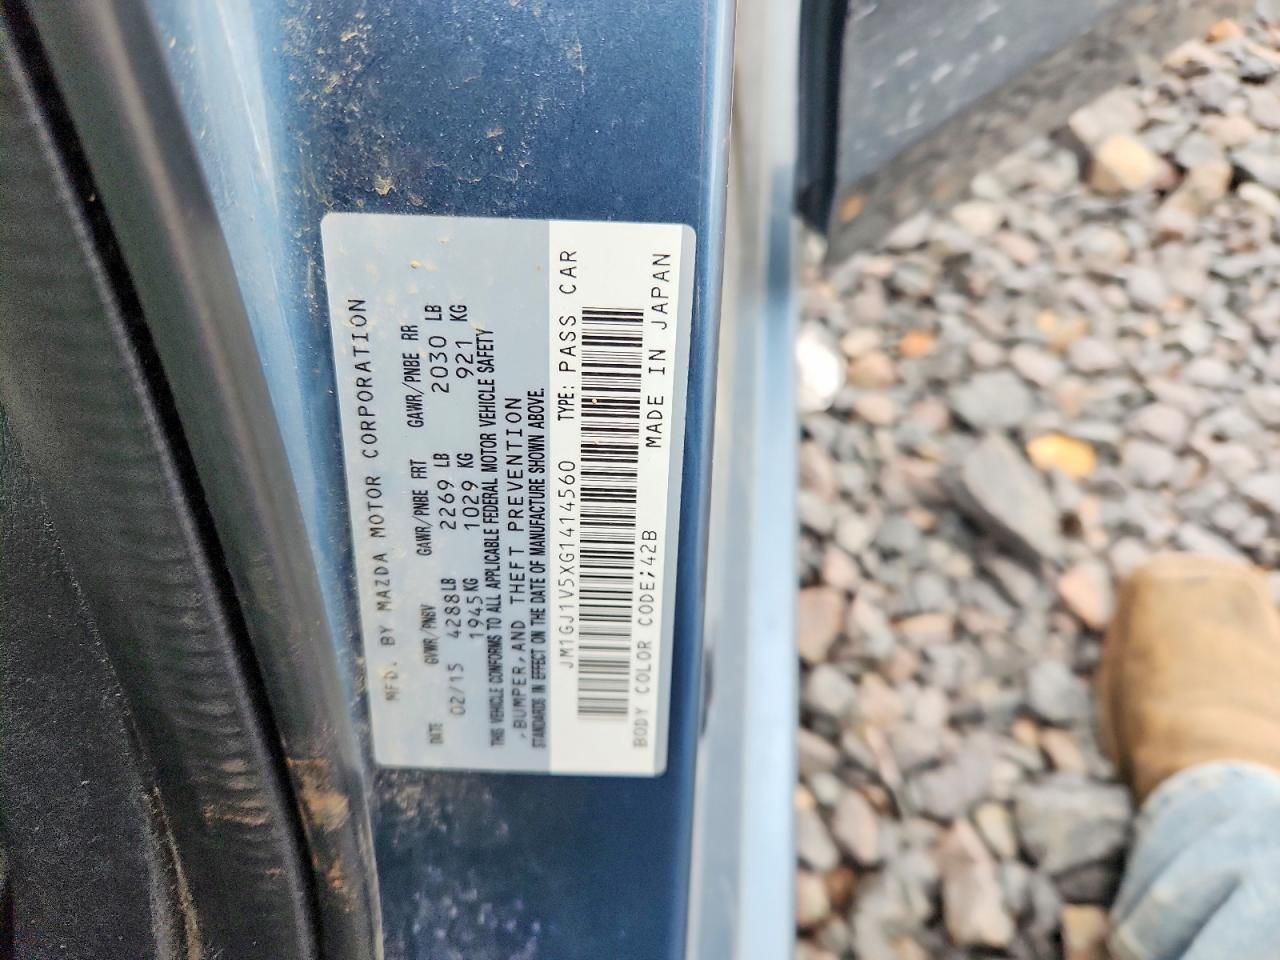 MFD. BY MAZDA MOTOR CORPORATION
DATE GVWR/PNBV GAWR/PNBE FRT GAWR/PNBE RR
02/15 4288LB 2269 LB 2030 LB
1945KG 1029 KG 921 KG
THIS VEHICLE CONFORMS TO ALL APPLICABLE FEDERAL MOTOR VEHICLE SAFETY
,BUMPER,AND THEFT PREVENTION
STANDARDS IN EFFECT ON THE DATE OF MANUFACTURE SHOWN ABOVE.
JM1GJ1V5XG1414560 TYPE: PASS CAR
BODY COLOR CODE;42B MADE IN JAPAN